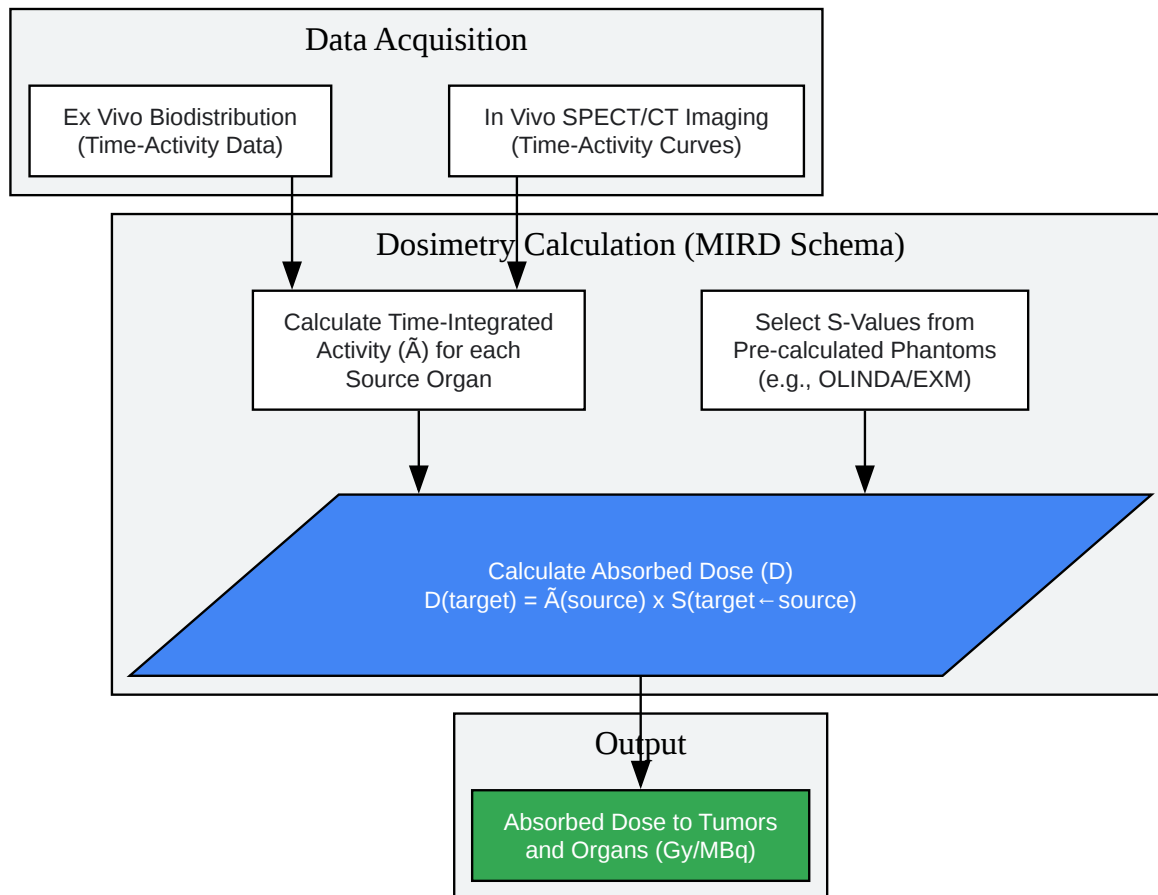 Data Acquisition
Ex Vivo Biodistribution
(Time-Activity Data)
In Vivo SPECT/CT Imaging
(Time-Activity Curves)
Dosimetry Calculation (MIRD Schema)
Calculate Time-Integrated
Activity (Ã) for each
Source Organ
Select S-Values from
Pre-calculated Phantoms
(e.g., OLINDA/EXM)
Calculate Absorbed Dose (D)
D(target) = Ã(source) x S(target←source)
Output
Absorbed Dose to Tumors
and Organs (Gy/MBq)